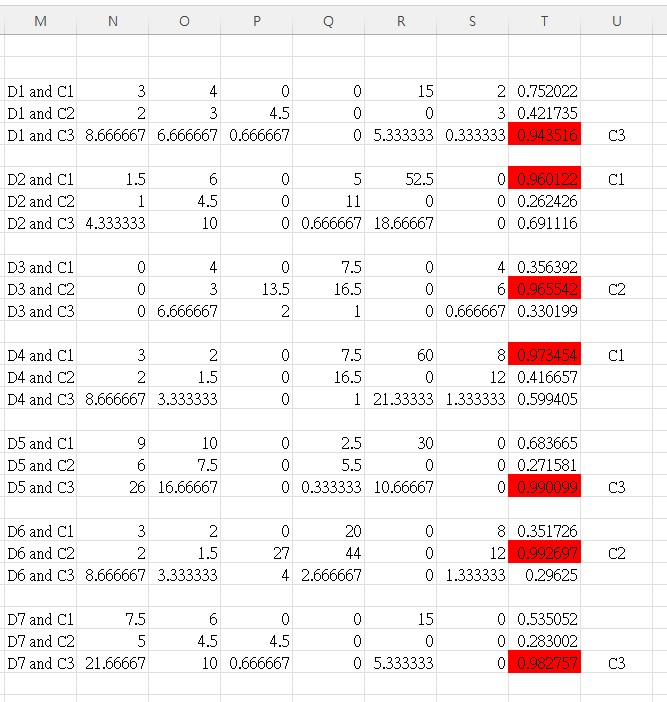 M N O P Q R S T U
D1 and C1 3 4 0 0 15 2 0.752022
D1 and C2 2 3 4.5 0 0 3 0.421735
D1 and C3 8.666667 6.666667 0.666667 0 5.333333 0.333333 0.943516 C3
D2 and C1 1.5 6 0 5 52.5 0 0.960122 C1
D2 and C2 1 4.5 0 11 0 0 0.262426
D2 and C3 4.333333 10 0 0.666667 18.66667 0 0.691116
D3 and C1 0 4 0 7.5 0 4 0.356392
D3 and C2 0 3 13.5 16.5 0 6 0.965542 C2
D3 and C3 0 6.666667 2 1 0 0.666667 0.330199
D4 and C1 3 2 0 7.5 60 8 0.973454 C1
D4 and C2 2 1.5 0 16.5 0 12 0.416657
D4 and C3 8.666667 3.333333 0 1 21.33333 1.333333 0.599405
D5 and C1 9 10 0 2.5 30 0 0.683665
D5 and C2 6 7.5 0 5.5 0 0 0.271581
D5 and C3 26 16.66667 0 0.333333 10.66667 0 0.990099 C3
D6 and C1 3 2 0 20 0 8 0.351726
D6 and C2 2 1.5 27 44 0 12 0.992697 C2
D6 and C3 8.666667 3.333333 4 2.666667 0 1.333333 0.29625
D7 and C1 7.5 6 0 0 15 0 0.535052
D7 and C2 5 4.5 4.5 0 0 0 0.283002
D7 and C3 21.66667 10 0.666667 0 5.333333 0 0.982757 C3